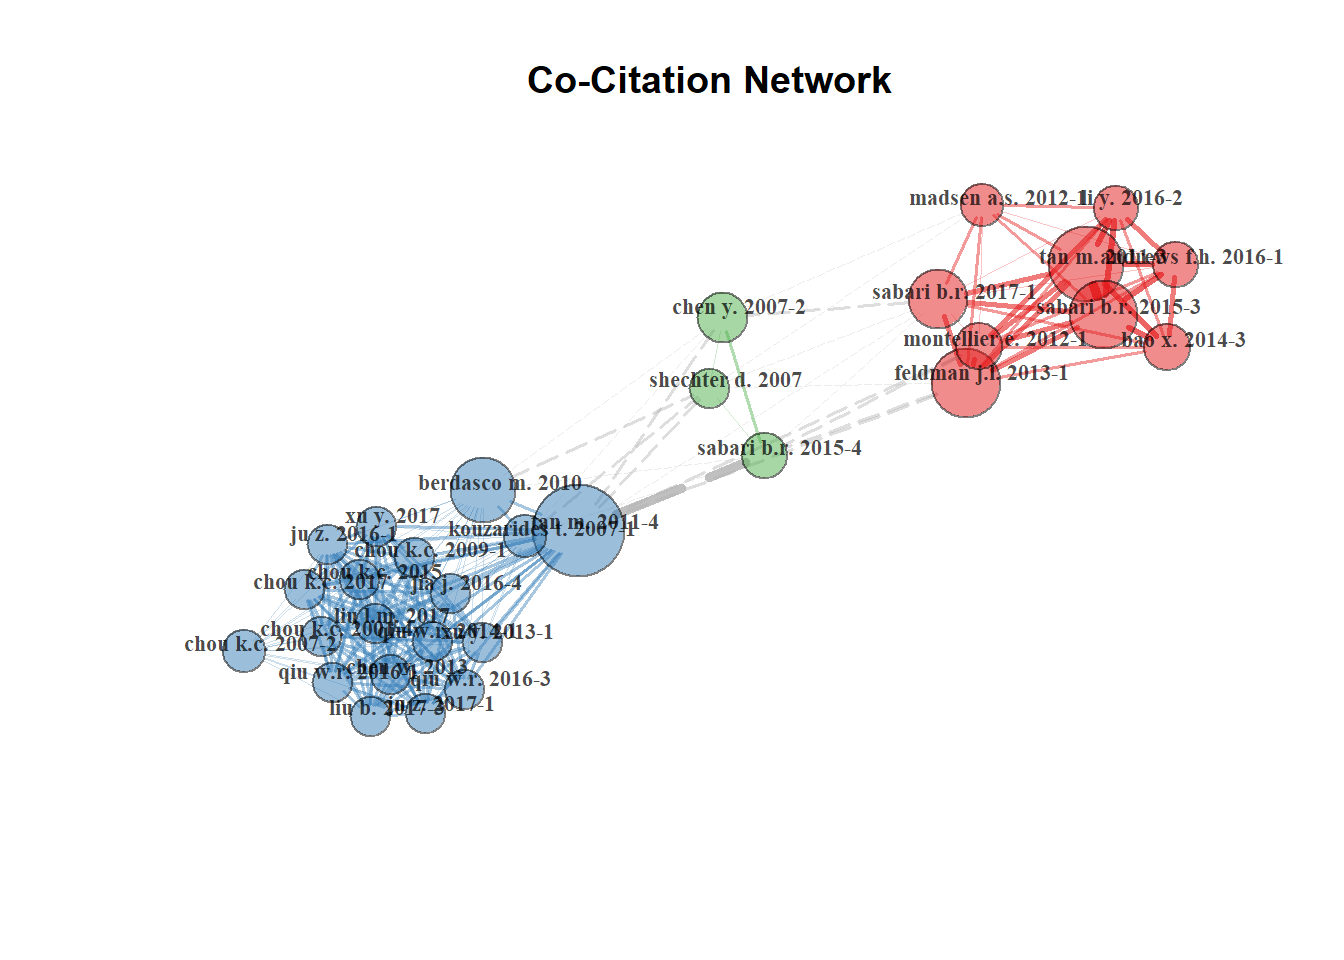 Co-Citation Network
madsen a.s. 2012-1
li y. 2016-2
tan m. 2011-3
andrews f.h. 2016-1
sabari b.r. 2017-1
sabari b.r. 2015-3
chen y. 2007-2
montellier e. 2012-1
bao x. 2014-3
feldman j.l. 2013-1
shechter d. 2007
sabari b.r. 2015-4
berdasco m. 2010
tan m. 2011-4
kouzarides t. 2007-1
xu y. 2017
ju z. 2016-1
chou k.c. 2009-1
chou k.c. 2015
chou k.c. 2017
jia j. 2016-4
liu l.m. 2017
chou k.c.
qiu w.r. 2014-1
xu y. 2013-1
chou k.c. 2007-2
chen w. 2013
qiu w.r. 2016-1
qiu w.r. 2016-3
liu b. 2017-3
ju z. 2017-1